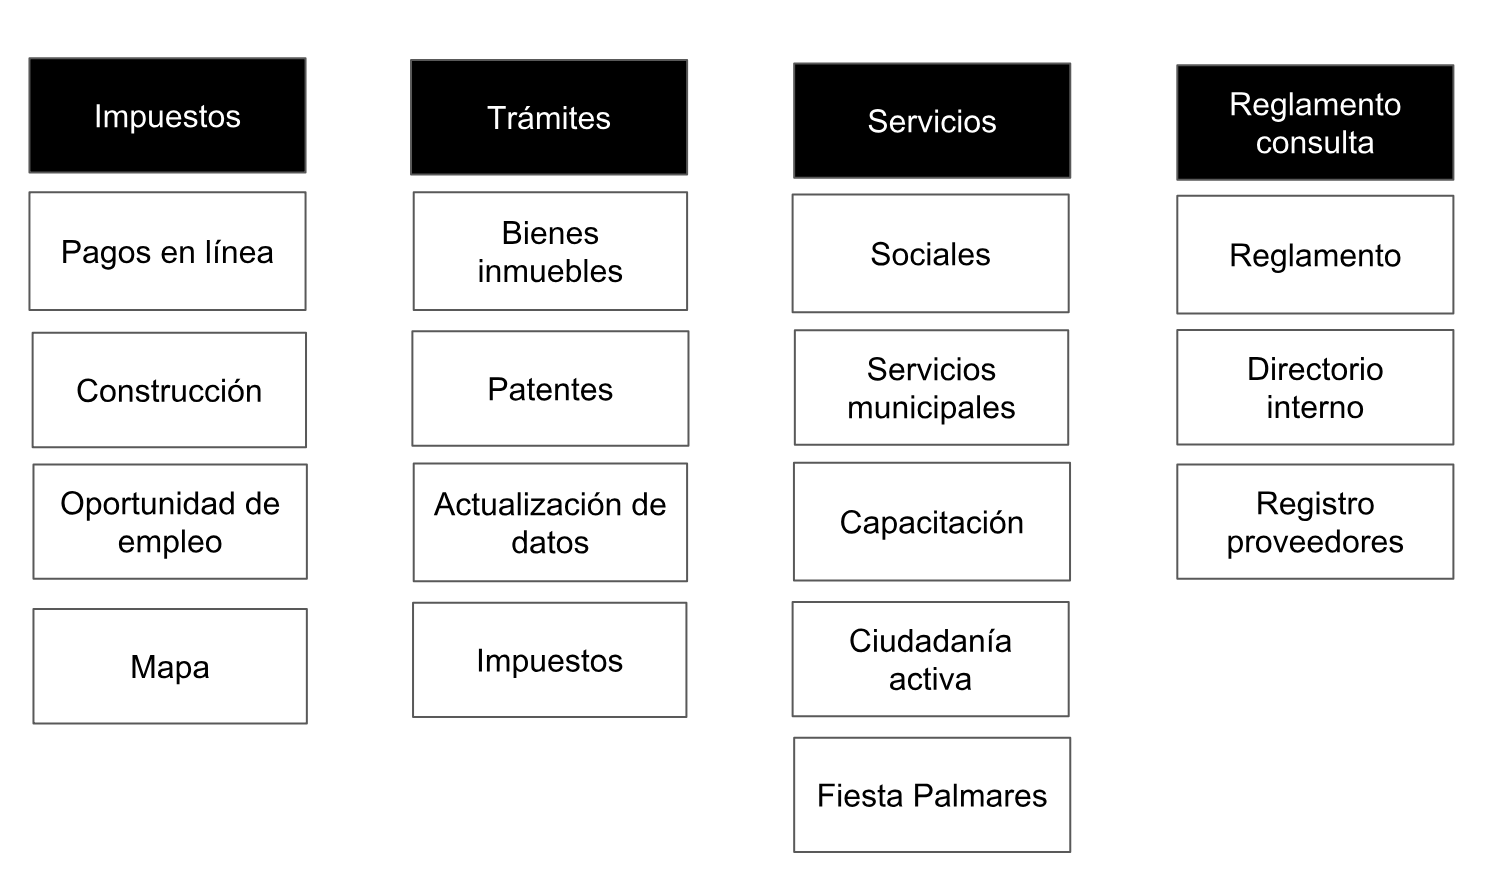 Impuestos
Pagos en línea
Construcción
Oportunidad de
empleo
Mapa
Trámites
Bienes
inmuebles
Patentes
Actualización de
datos
Impuestos
Servicios
Sociales
Servicios
municipales
Capacitación
Ciudadanía
activa
Fiesta Palmares
Reglamento
consulta
Reglamento
Directorio
interno
Registro
proveedores